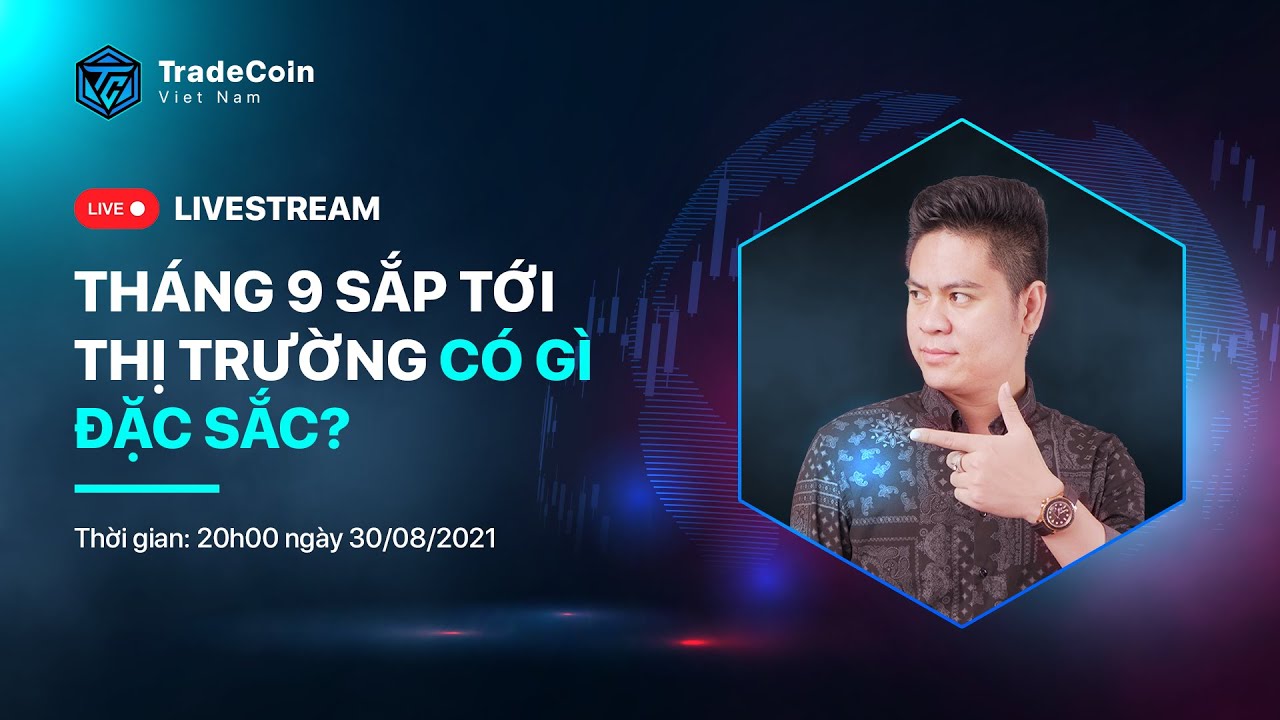 TradeCoin
Viet Nam
LIVE
LIVESTREAM
THÁNG 9 SẮP TỚI
THỊ TRƯỜNG CÓ GÌ
ĐẶC SẮC?
Thời gian: 20h00 ngày 30/08/2021